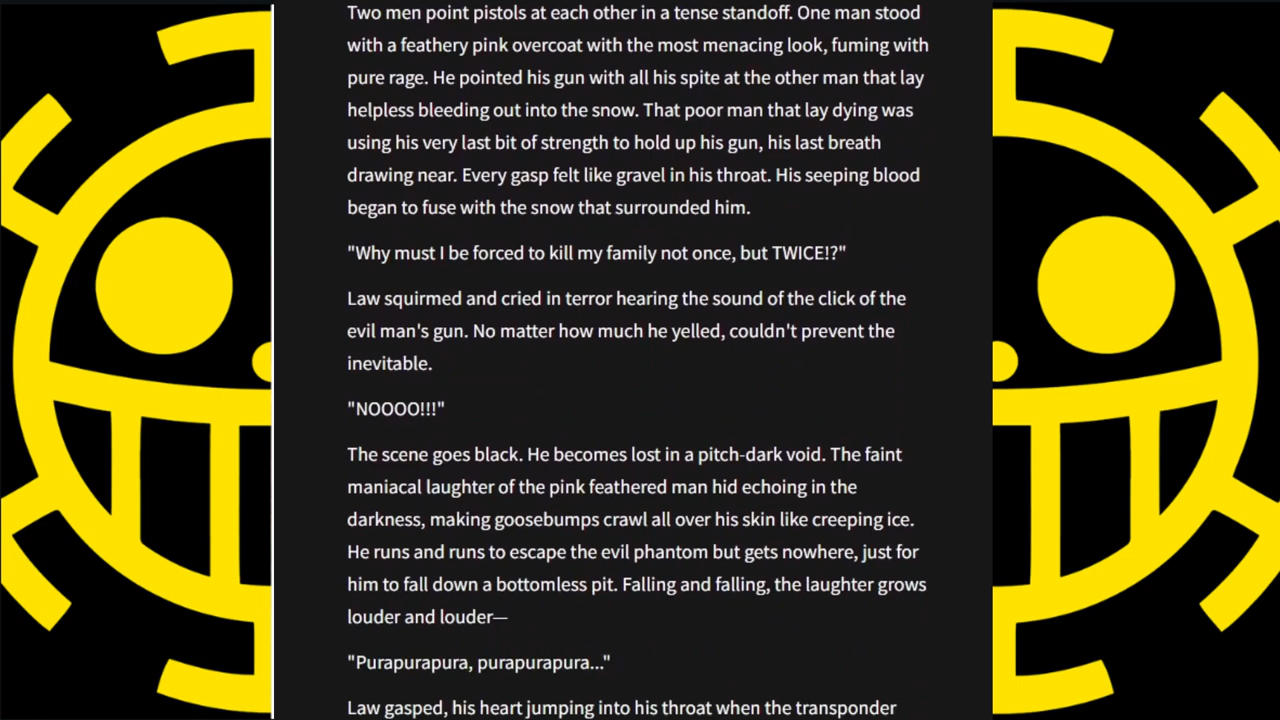 Two men point pistols at each other in a tense standoff. One man stood
with a feathery pink overcoat with the most menacing look, fuming with
pure rage. He pointed his gun with all his spite at the other man that lay
helpless bleeding out into the snow. That poor man that lay dying was
using his very last bit of strength to hold up his gun, his last breath
drawing near. Every gasp felt like gravel in his throat. His seeping blood
began to fuse with the snow that surrounded him.
"Why must I be forced to kill my family not once, but TWICE!?"
Law squirmed and cried in terror hearing the sound of the click of the
evil man's gun. No matter how much he yelled, couldn't prevent the
inevitable.
"NOOOO!!!"
The scene goes black. He becomes lost in a pitch-dark void. The faint
maniacal laughter of the pink feathered man hid echoing in the
darkness, making goosebumps crawl all over his skin like creeping ice.
He runs and runs to escape the evil phantom but gets nowhere, just for
him to fall down a bottomless pit. Falling and falling, the laughter grows
louder and louder—
"Purapurapura, purapurapura..."
Law gasped, his heart jumping into his throat when the transponder